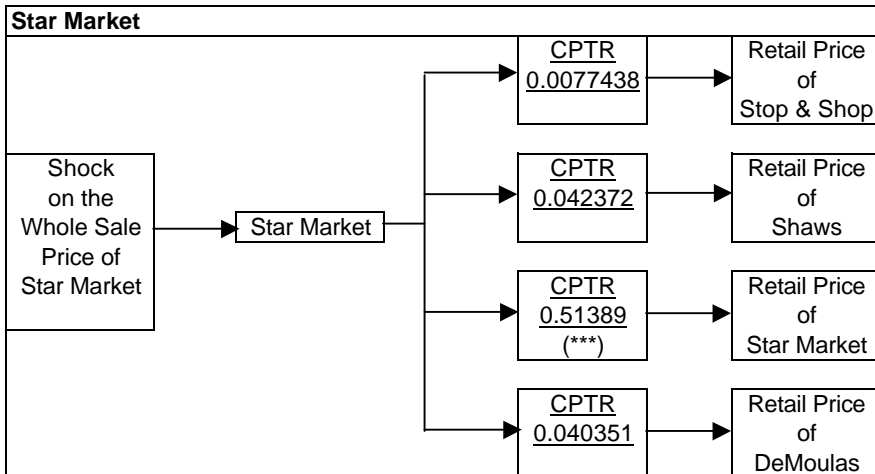 Star Market
Shock
on the
Whole Sale
Price of
Star Market
Star Market
CPTR
0.0077438
Retail Price
of
Stop & Shop
CPTR
0.042372
Retail Price
of
Shaws
CPTR
0.51389
(***)
Retail Price
of
Star Market
CPTR
0.040351
Retail Price
of
DeMoulas